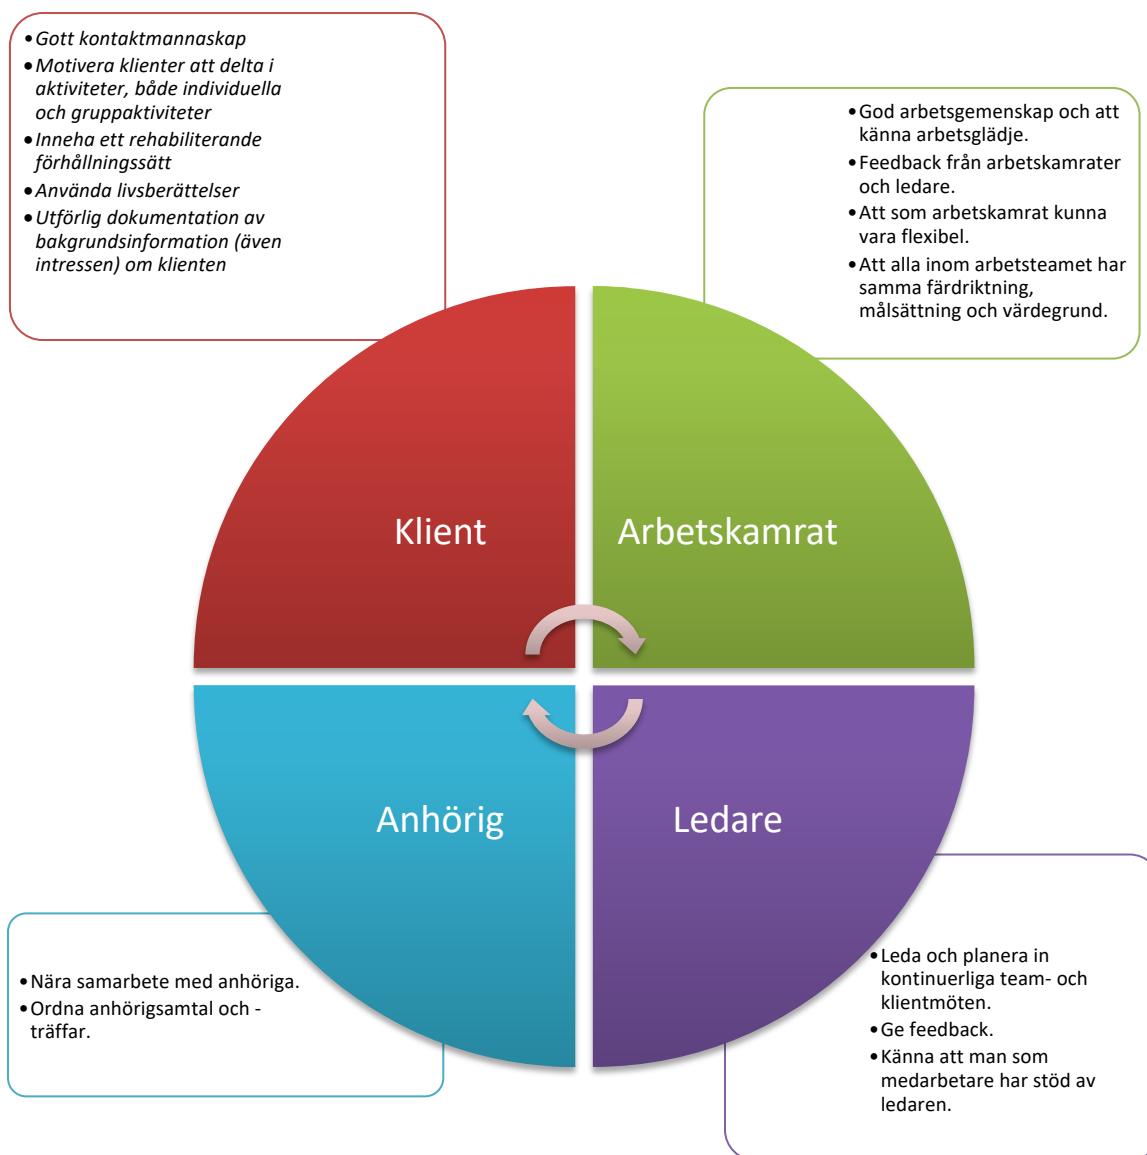 •Gott kontaktmannaskap
•Motivera klienter att delta i
aktiviteter, både individuella
och gruppaktiviteter
•Inneha ett rehabiliterande
förhållningssätt
•Använda livsberättelser
•Utförlig dokumentation av
bakgrundsinformation (även
intressen) om klienten
•God arbetsgemenskap och att
känna arbetsglädje.
•Feedback från arbetskamrater
och ledare.
•Att som arbetskamrat kunna
vara flexibel.
•Att alla inom arbetsteamet har
samma färdriktning,
målsättning och värdegrund.
Klient
Arbetskamrat
Anhörig
Ledare
•Nära samarbete med anhöriga.
•Ordna anhörigsamtal och -
träffar.
•Leda och planera in
kontinuerliga team- och
klientmöten.
•Ge feedback.
•Känna att man som
medarbetare har stöd av
ledaren.